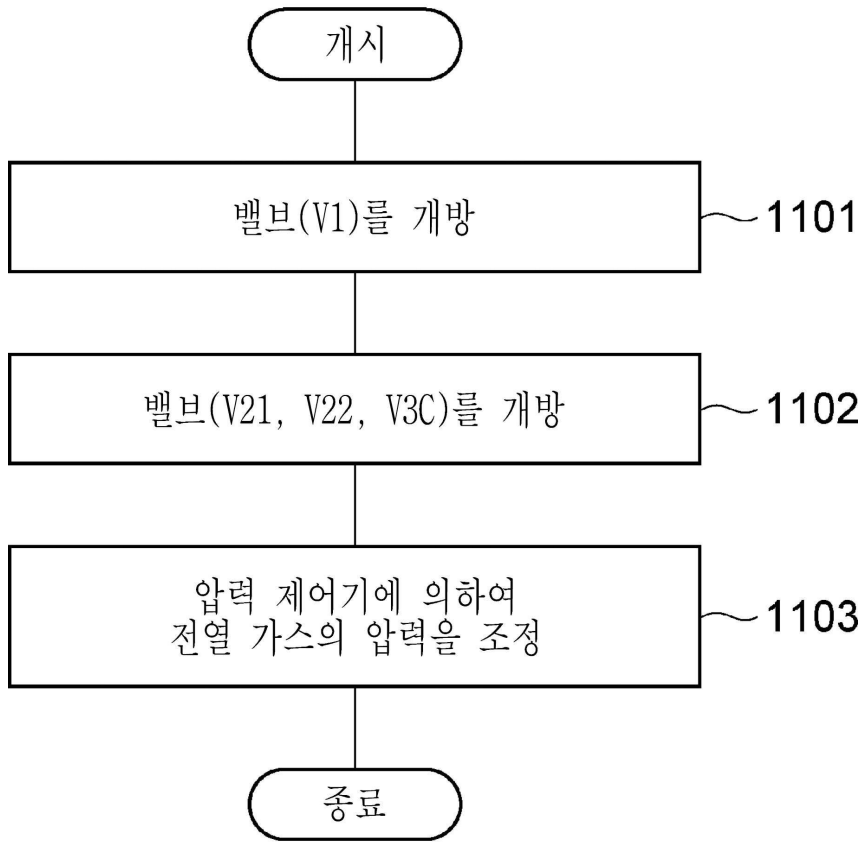 개시
밸브(V1)를 개방
1101
밸브(V21, V22, V3C)를 개방
1102
압력 제어기에 의하여
전열 가스의 압력을 조정
1103
종료